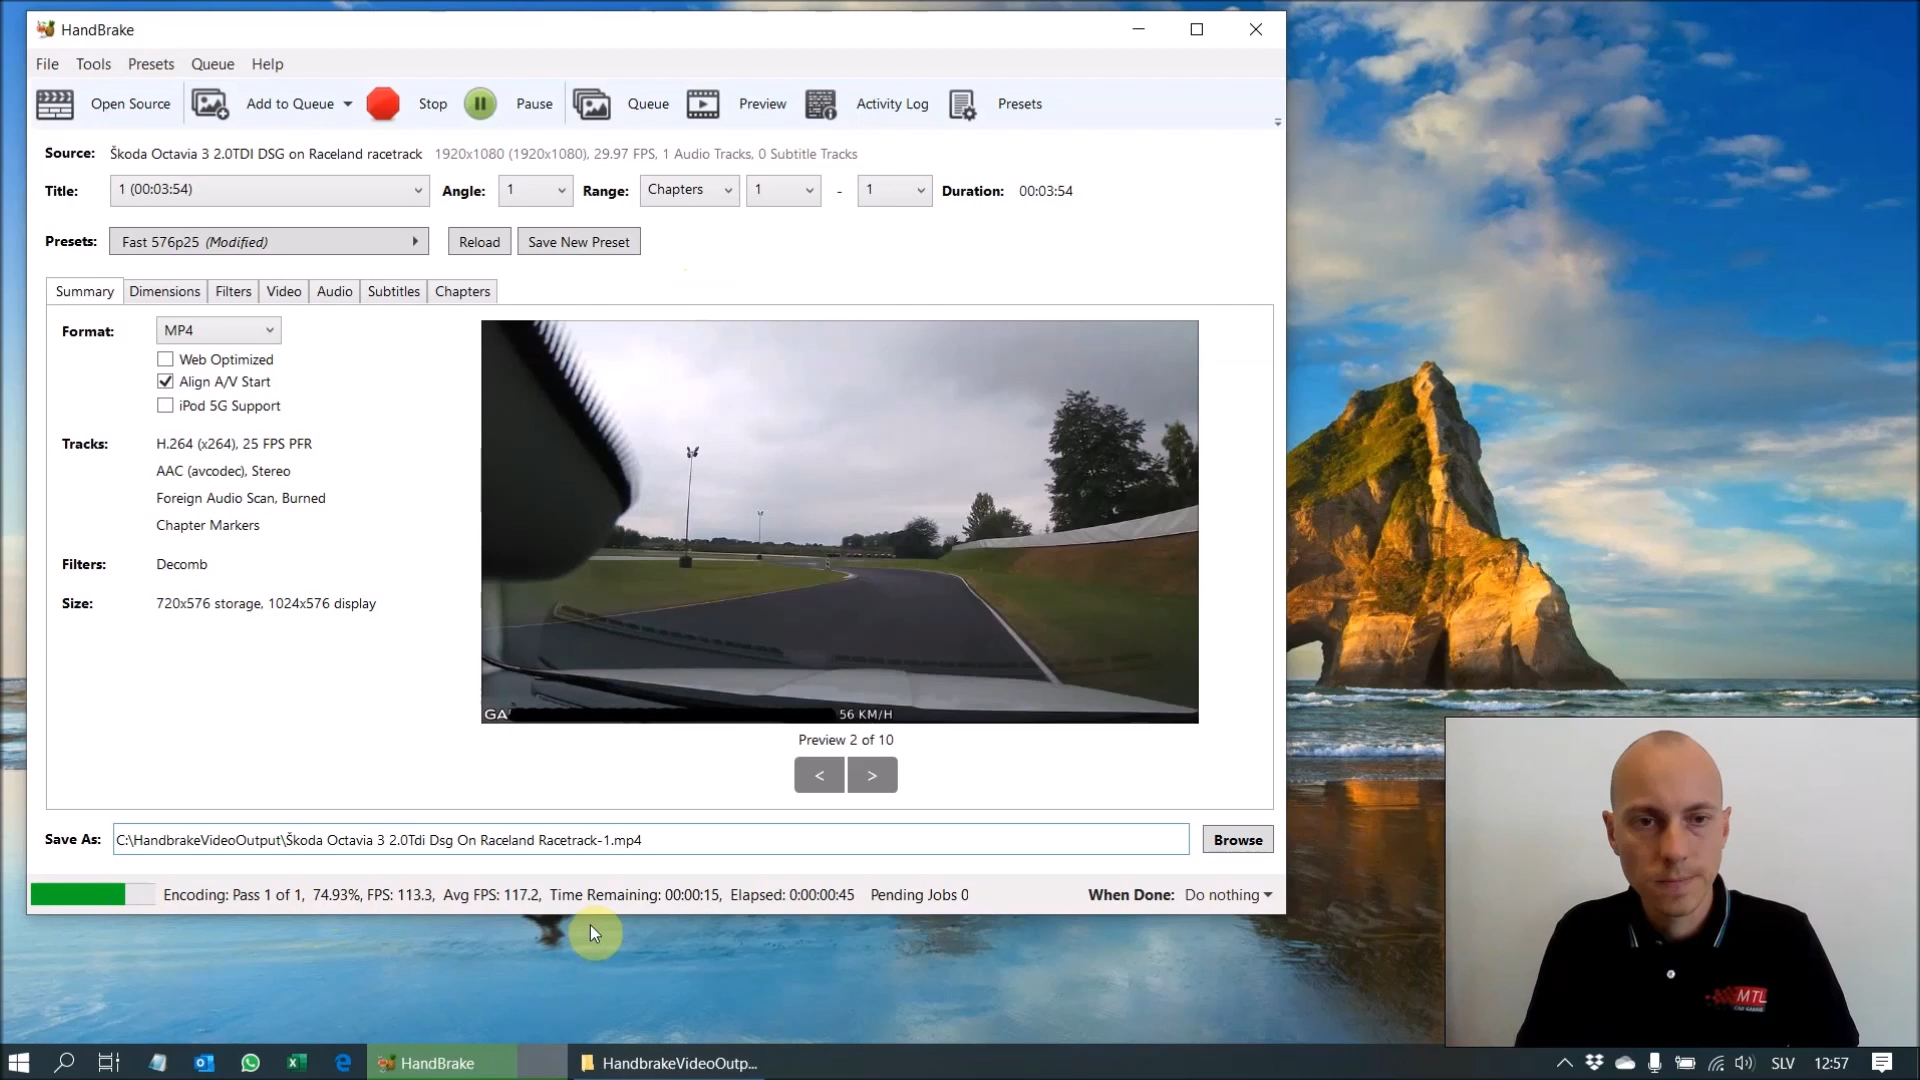 HandBrake
File Tools Presets Queue Help
Open Source Add to Queue Stop Pause Queue Preview Activity Log Presets
Source: Škoda Octavia 3 2.0TDI DSG on Raceland racetrack 1920x1080 (1920x1080), 29.97 FPS, 1 Audio Tracks, 0 Subtitle Tracks
Title: 1 (00:03:54) Angle: 1 Range: Chapters 1 - 1 Duration: 00:03:54
Presets: Fast 576p25 (Modified) Reload Save New Preset
Summary Dimensions Filters Video Audio Subtitles Chapters
Format: MP4
Web Optimized
Align A/V Start
iPod 5G Support
Tracks: H.264 (x264), 25 FPS PFR
AAC (avcodec), Stereo
Foreign Audio Scan, Burned
Chapter Markers
Filters: Decomb
Size: 720x576 storage, 1024x576 display
GA 56 KM/H
Preview 2 of 10
< >
Save As: C:\HandbrakeVideoOutput\Škoda Octavia 3 2.0Tdi Dsg On Raceland Racetrack-1.mp4 Browse
Encoding: Pass 1 of 1, 74.93%, FPS: 113.3, Avg FPS: 117.2, Time Remaining: 00:00:15, Elapsed: 0:00:00:45 Pending Jobs 0 When Done: Do nothing
MTL
HandBrake HandbrakeVideoOutp... SLV 12:57